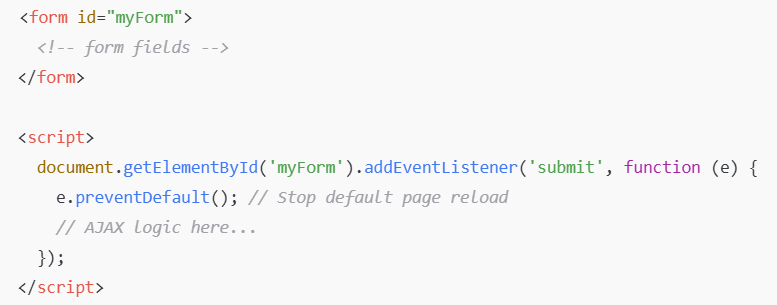 <form id="myForm">
  <!-- form fields -->
</form>

<script>
  document.getElementById('myForm').addEventListener('submit', function (e) {
    e.preventDefault(); // Stop default page reload
    // AJAX logic here...
  });
</script>